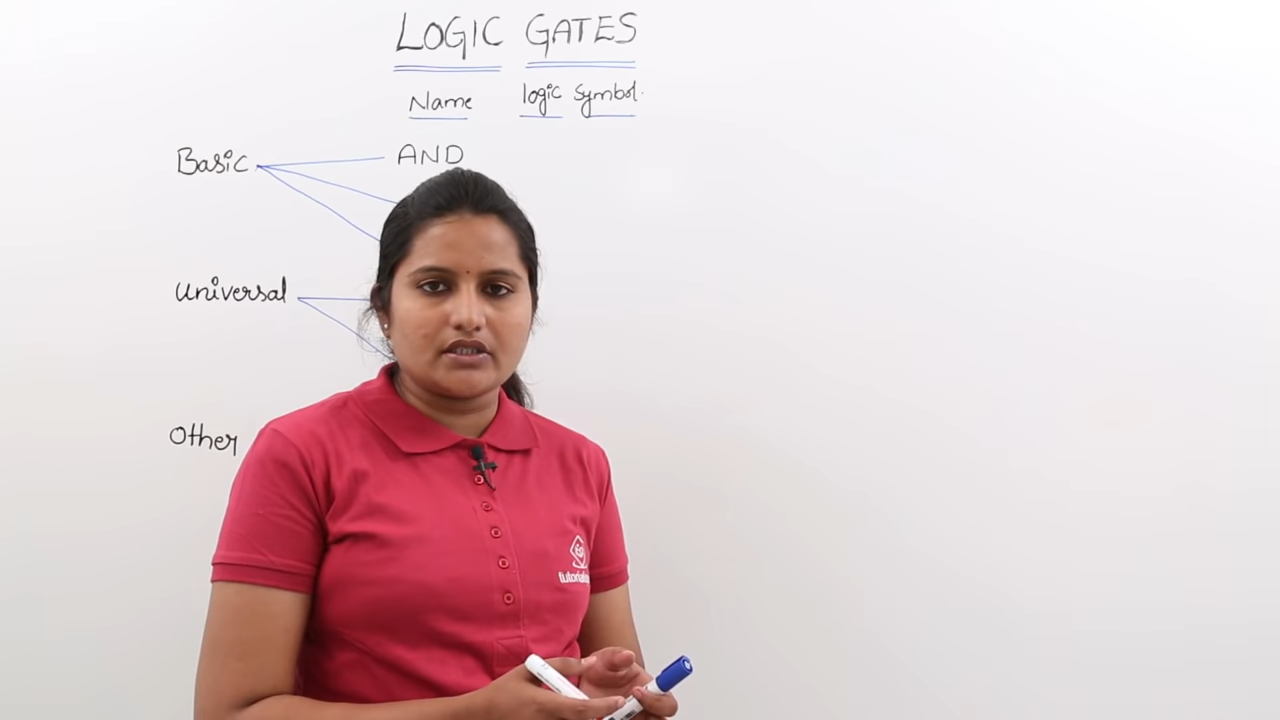 LOGIC GATES
Name logic Symbol.
Basic AND
Universal
Other